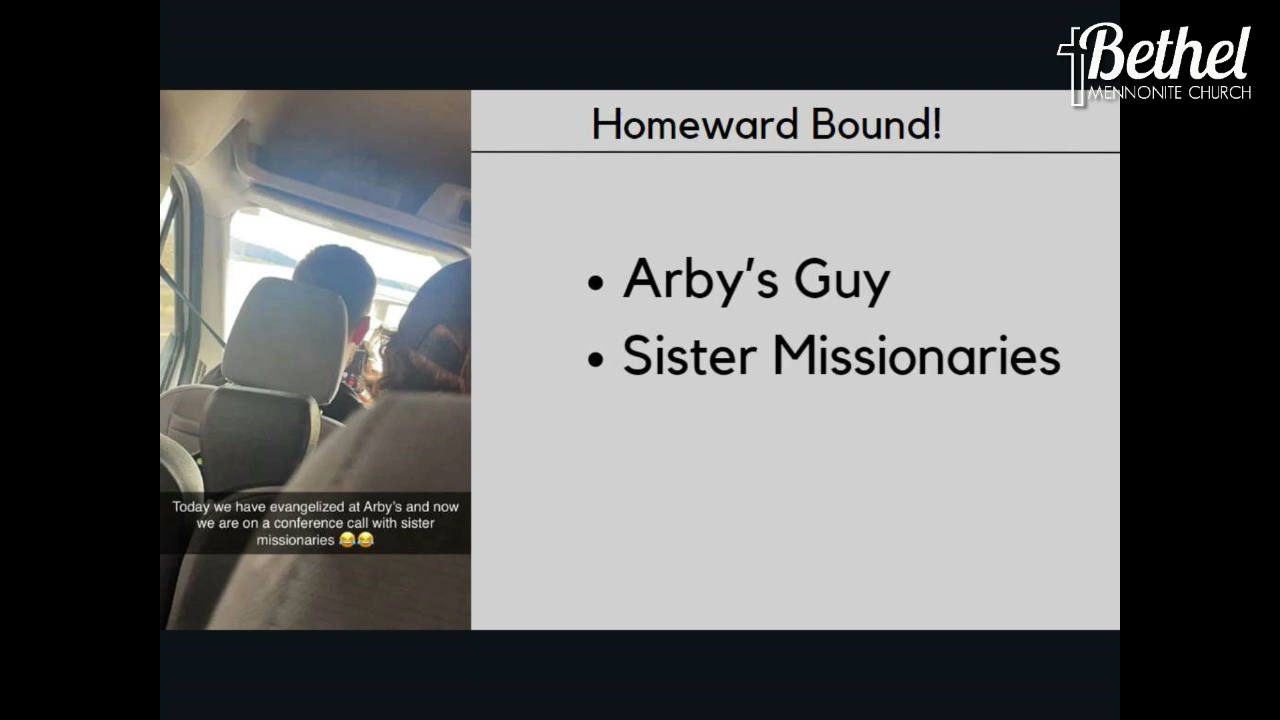 Bethel
MENNONITE CHURCH
Homeward Bound!
• Arby's Guy
• Sister Missionaries
Today we have evangelized at Arby's and now
we are on a conference call with sister
missionaries 😂😂